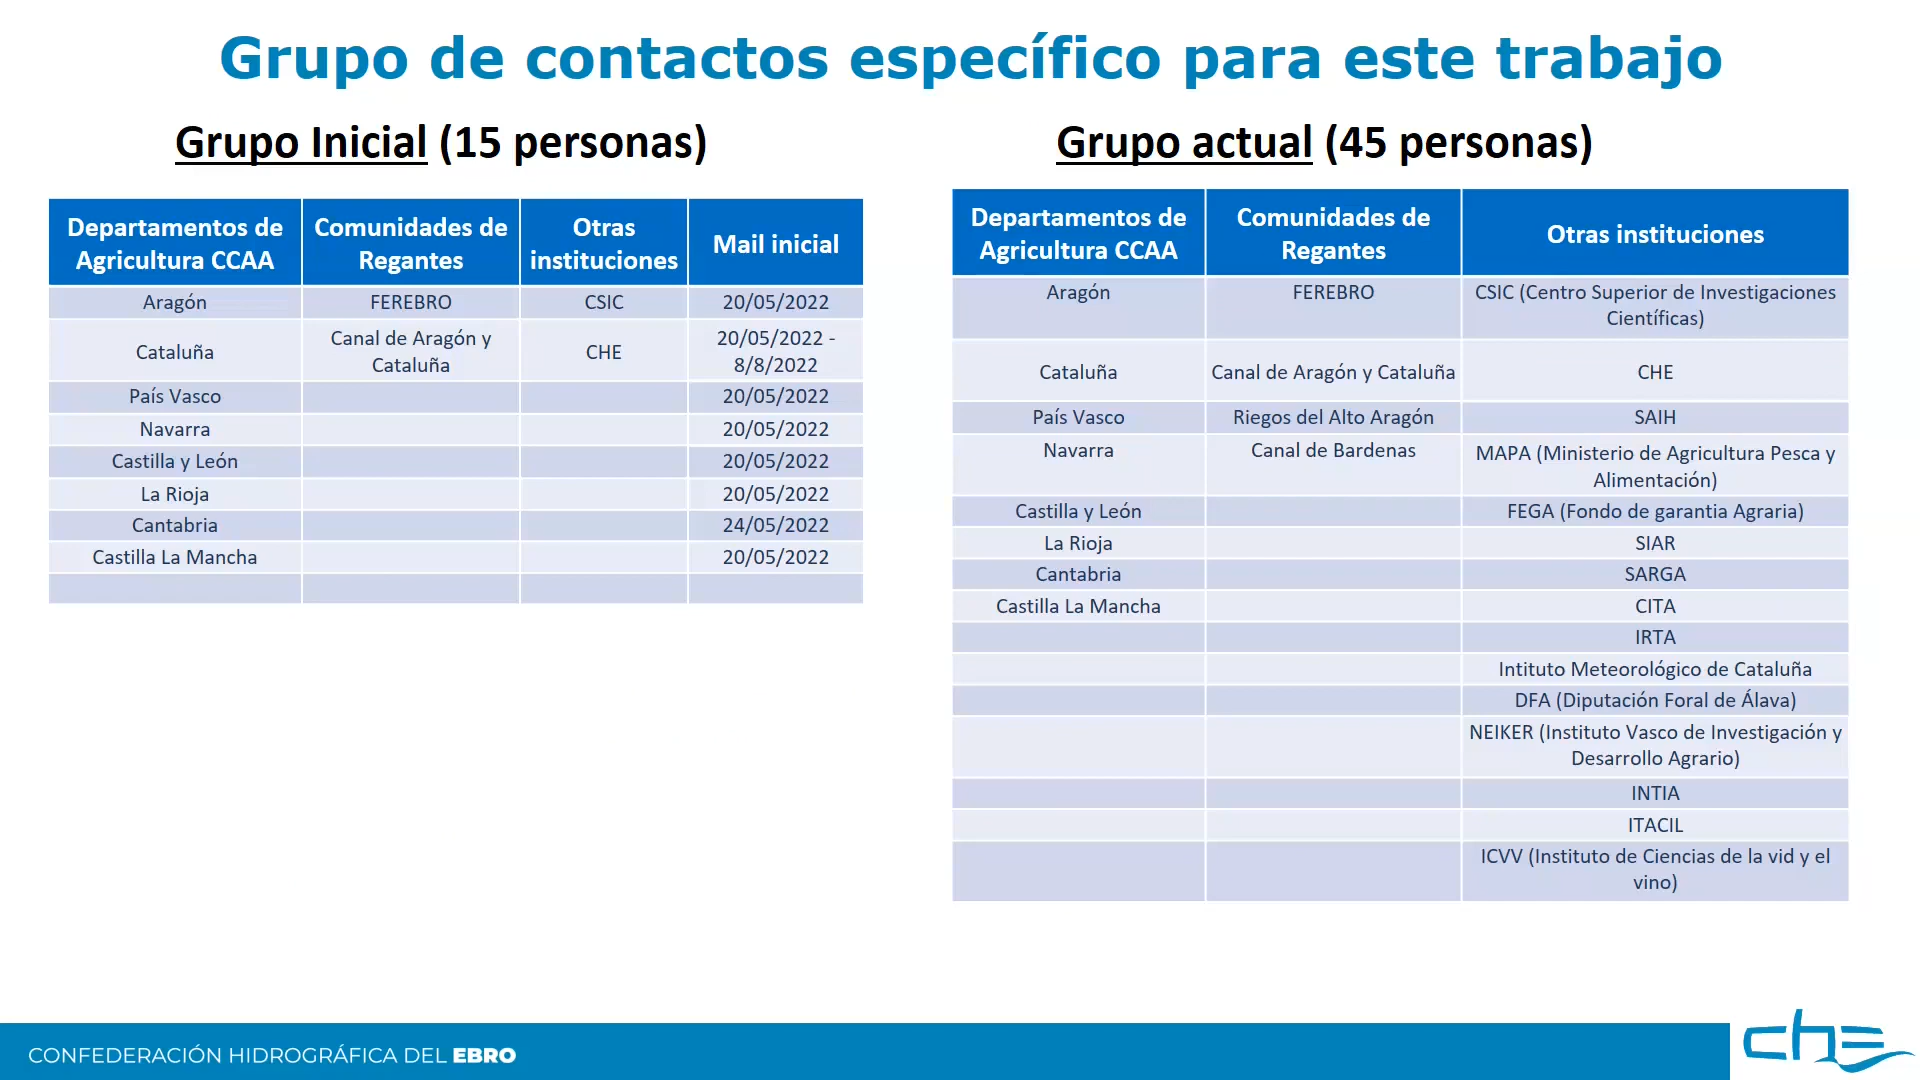 Grupo de contactos específico para este trabajo
Grupo Inicial (15 personas)
Departamentos de Agricultura CCAA | Comunidades de Regantes | Otras instituciones | Mail inicial
Aragón | FEREBRO | CSIC | 20/05/2022
Cataluña | Canal de Aragón y Cataluña | CHE | 20/05/2022 - 8/8/2022
País Vasco | | | 20/05/2022
Navarra | | | 20/05/2022
Castilla y León | | | 20/05/2022
La Rioja | | | 20/05/2022
Cantabria | | | 24/05/2022
Castilla La Mancha | | | 20/05/2022
Grupo actual (45 personas)
Departamentos de Agricultura CCAA | Comunidades de Regantes | Otras instituciones
Aragón | FEREBRO | CSIC (Centro Superior de Investigaciones Científicas)
Cataluña | Canal de Aragón y Cataluña | CHE
País Vasco | Riegos del Alto Aragón | SAIH
Navarra | Canal de Bardenas | MAPA (Ministerio de Agricultura Pesca y Alimentación)
Castilla y León | | FEGA (Fondo de garantia Agraria)
La Rioja | | SIAR
Cantabria | | SARGA
Castilla La Mancha | | CITA
IRTA
Intituto Meteorológico de Cataluña
DFA (Diputación Foral de Álava)
NEIKER (Instituto Vasco de Investigación y Desarrollo Agrario)
INTIA
ITACIL
ICVV (Instituto de Ciencias de la vid y el vino)
CONFEDERACIÓN HIDROGRÁFICA DEL EBRO
che